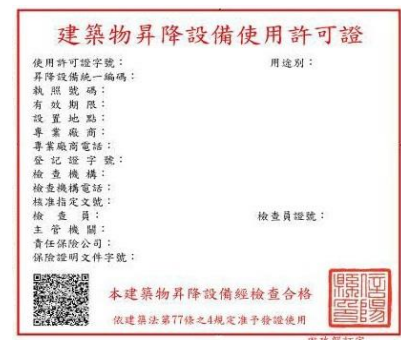 建築物昇降設備使用許可證
使用許可證字號： 用途別：
昇降設備統一編碼：
執照號碼：
有效期限：
設置地點：
專業廠商：
專業廠商電話：
登記證字號：
檢查機構：
檢查機構電話：
核准指定文號：
檢查員： 檢查員證號：
主管機關：
責任保險公司：
保險證明文件字號：
本建築物昇降設備經檢查合格
依建築法第77條之4規定准予發證使用